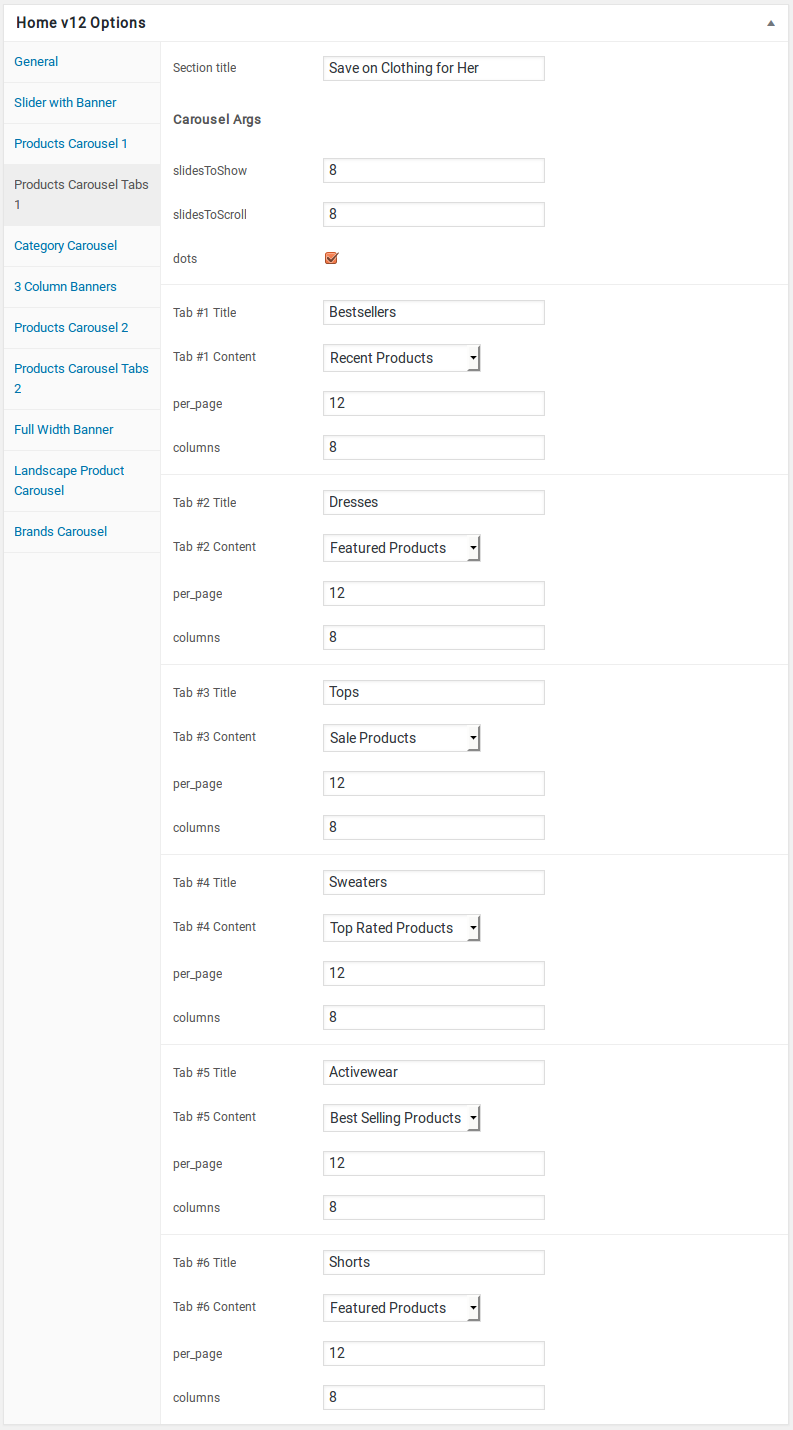 Home v12 Options
General
Slider with Banner
Products Carousel 1
Products Carousel Tabs
1
Category Carousel
3 Column Banners
Products Carousel 2
Products Carousel Tabs
2
Full Width Banner
Landscape Product
Carousel
Brands Carousel
Section title Save on Clothing for Her
Carousel Args
slidesToShow 8
slidesToScroll 8
dots
Tab #1 Title Bestsellers
Tab #1 Content Recent Products
per_page 12
columns 8
Tab #2 Title Dresses
Tab #2 Content Featured Products
per_page 12
columns 8
Tab #3 Title Tops
Tab #3 Content Sale Products
per_page 12
columns 8
Tab #4 Title Sweaters
Tab #4 Content Top Rated Products
per_page 12
columns 8
Tab #5 Title Activewear
Tab #5 Content Best Selling Products
per_page 12
columns 8
Tab #6 Title Shorts
Tab #6 Content Featured Products
per_page 12
columns 8